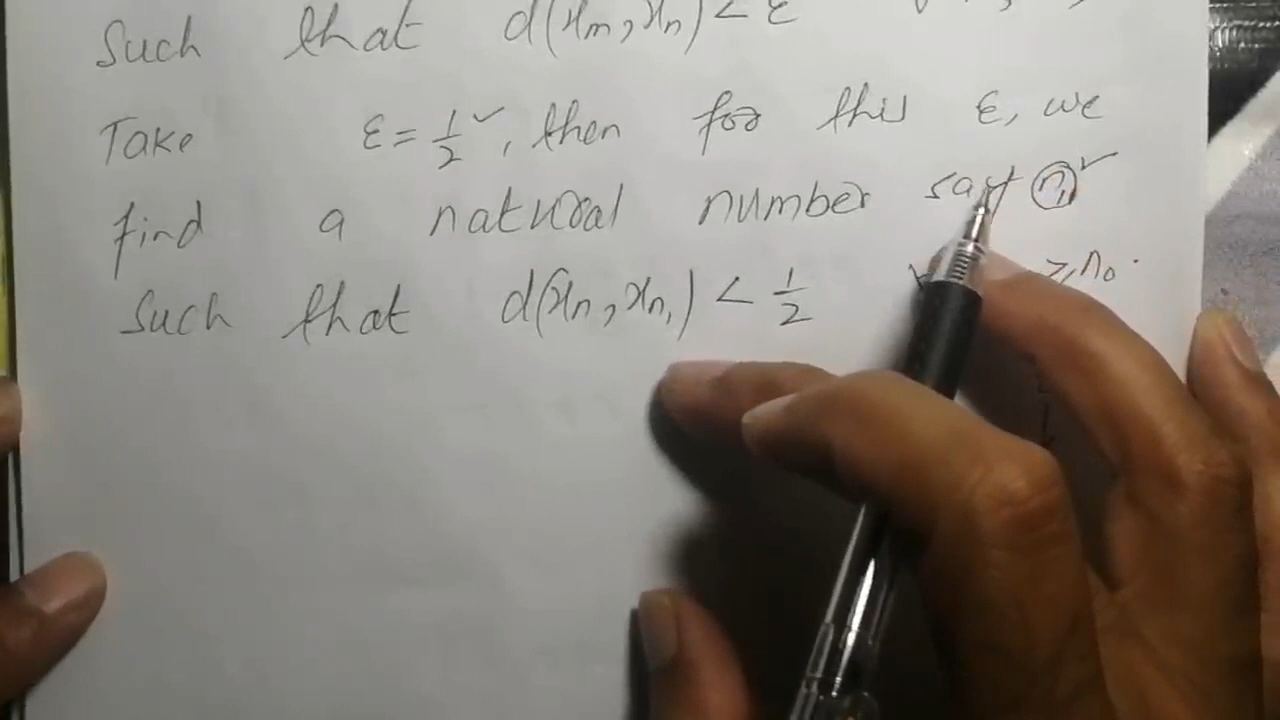 Such that d(xm, xn) < ε
Take ε = 1/2 ✓, then for this ε, we
find a natural number say n1 ✓
Such that d(xn, xn1) < 1/2 ≥ n0.